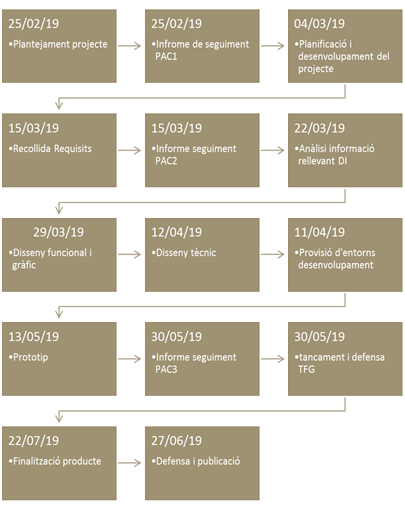 25/02/19
•Plantejament projecte
25/02/19
•Infrome de seguiment
PAC1
04/03/19
•Planificació i
desenvolupament del
projecte
15/03/19
•Recollida Requisits
15/03/19
•Informe seguiment
PAC2
22/03/19
•Anàlisi informació
rellevant DI
29/03/19
•Disseny funcional i
gràfic
12/04/19
•Disseny tècnic
11/04/19
•Provisió d'entorns
desenvolupament
13/05/19
•Prototip
30/05/19
•Informe seguiment
PAC3
30/05/19
•tancament i defensa
TFG
22/07/19
•Finalització producte
27/06/19
•Defensa i publicació